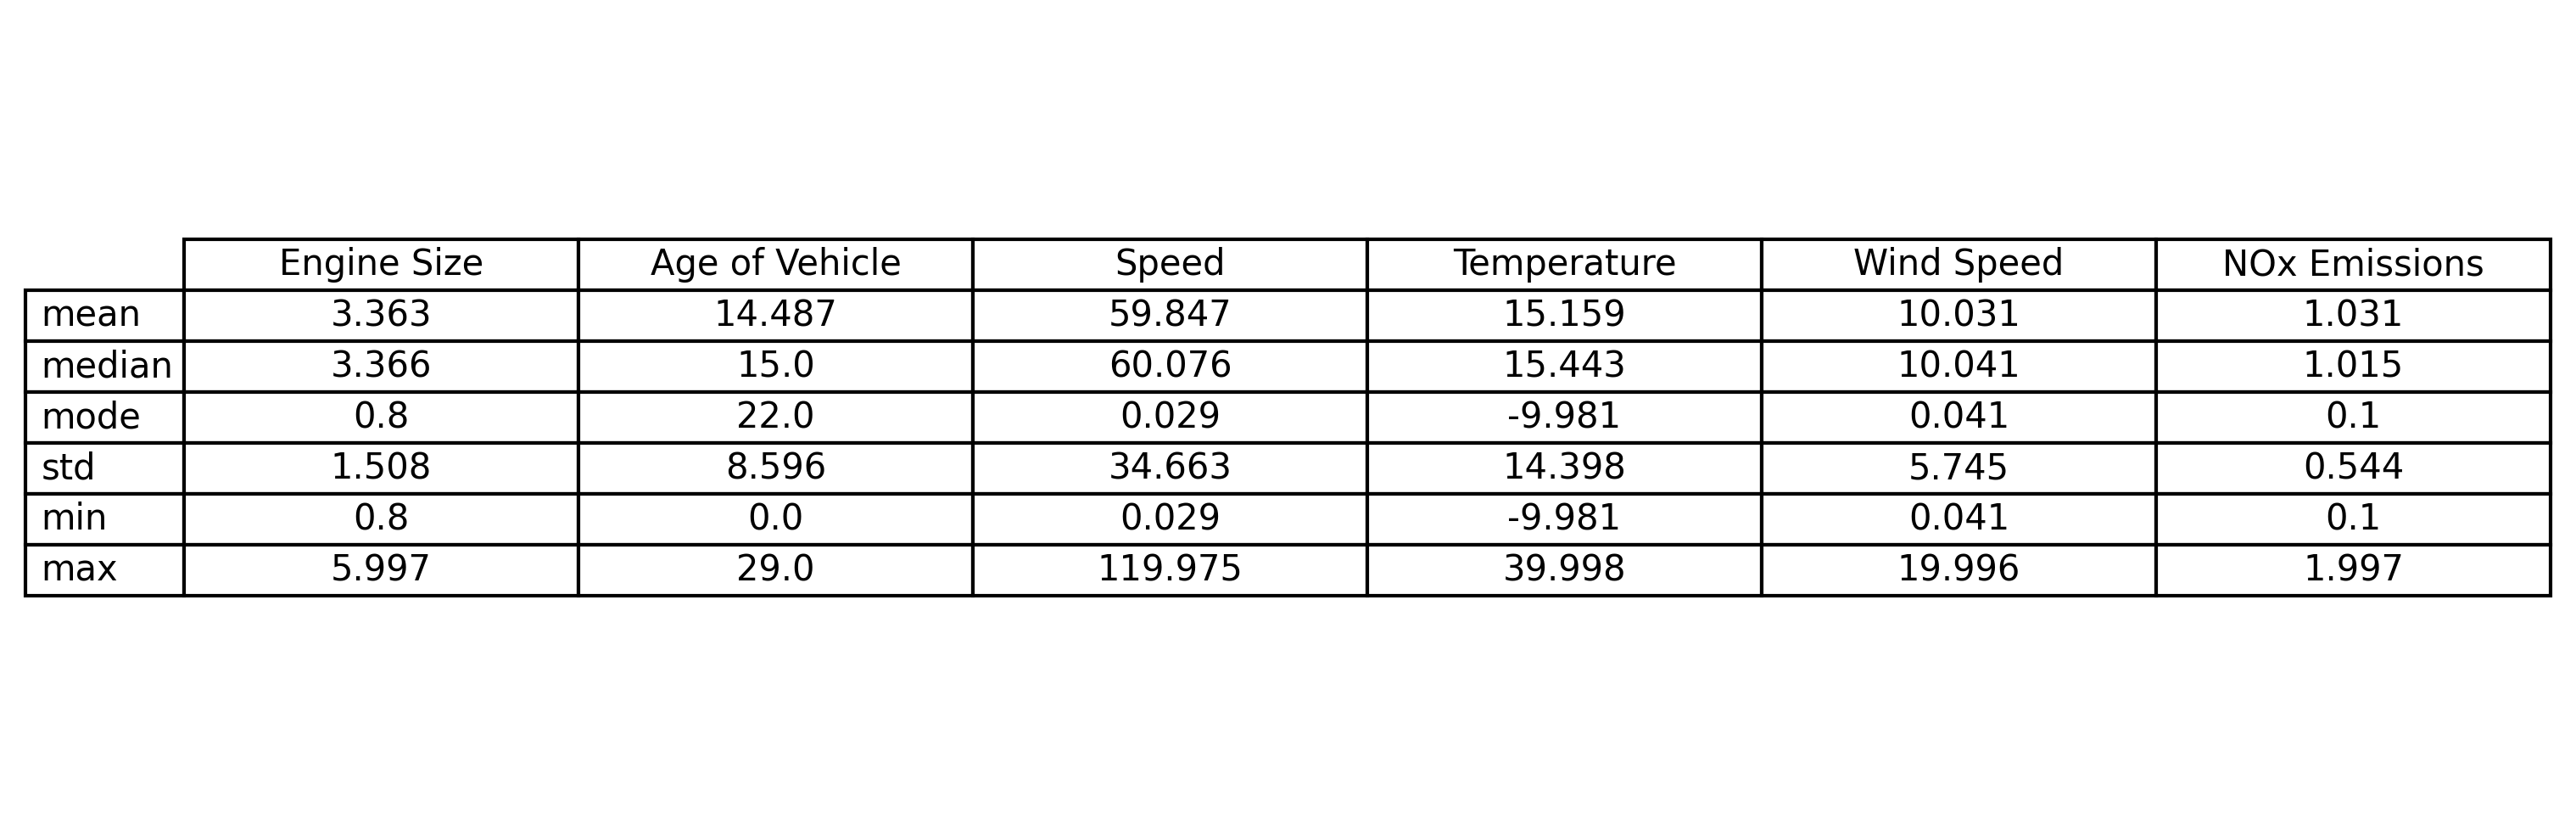 Engine Size Age of Vehicle Speed Temperature Wind Speed NOx Emissions
mean 3.363 14.487 59.847 15.159 10.031 1.031
median 3.366 15.0 60.076 15.443 10.041 1.015
mode 0.8 22.0 0.029 -9.981 0.041 0.1
std 1.508 8.596 34.663 14.398 5.745 0.544
min 0.8 0.0 0.029 -9.981 0.041 0.1
max 5.997 29.0 119.975 39.998 19.996 1.997